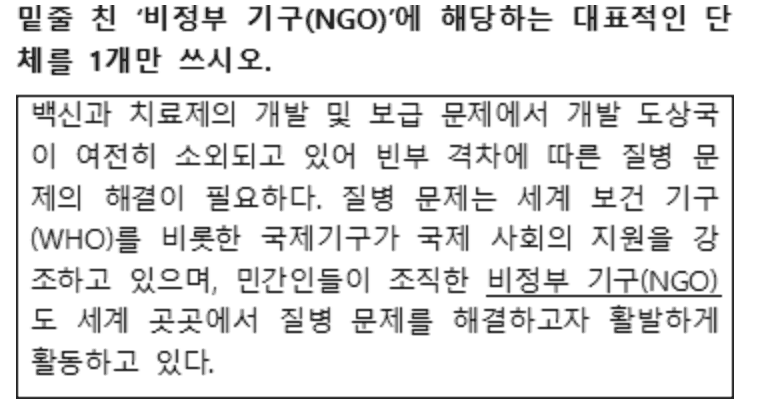 밑줄 친 '비정부 기구(NGO)'에 해당하는 대표적인 단
체를 1개만 쓰시오.
백신과 치료제의 개발 및 보급 문제에서 개발 도상국
이 여전히 소외되고 있어 빈부 격차에 따른 질병 문
제의 해결이 필요하다. 질병 문제는 세계 보건 기구
(WHO)를 비롯한 국제기구가 국제 사회의 지원을 강
조하고 있으며, 민간인들이 조직한 비정부 기구(NGO)
도 세계 곳곳에서 질병 문제를 해결하고자 활발하게
활동하고 있다.